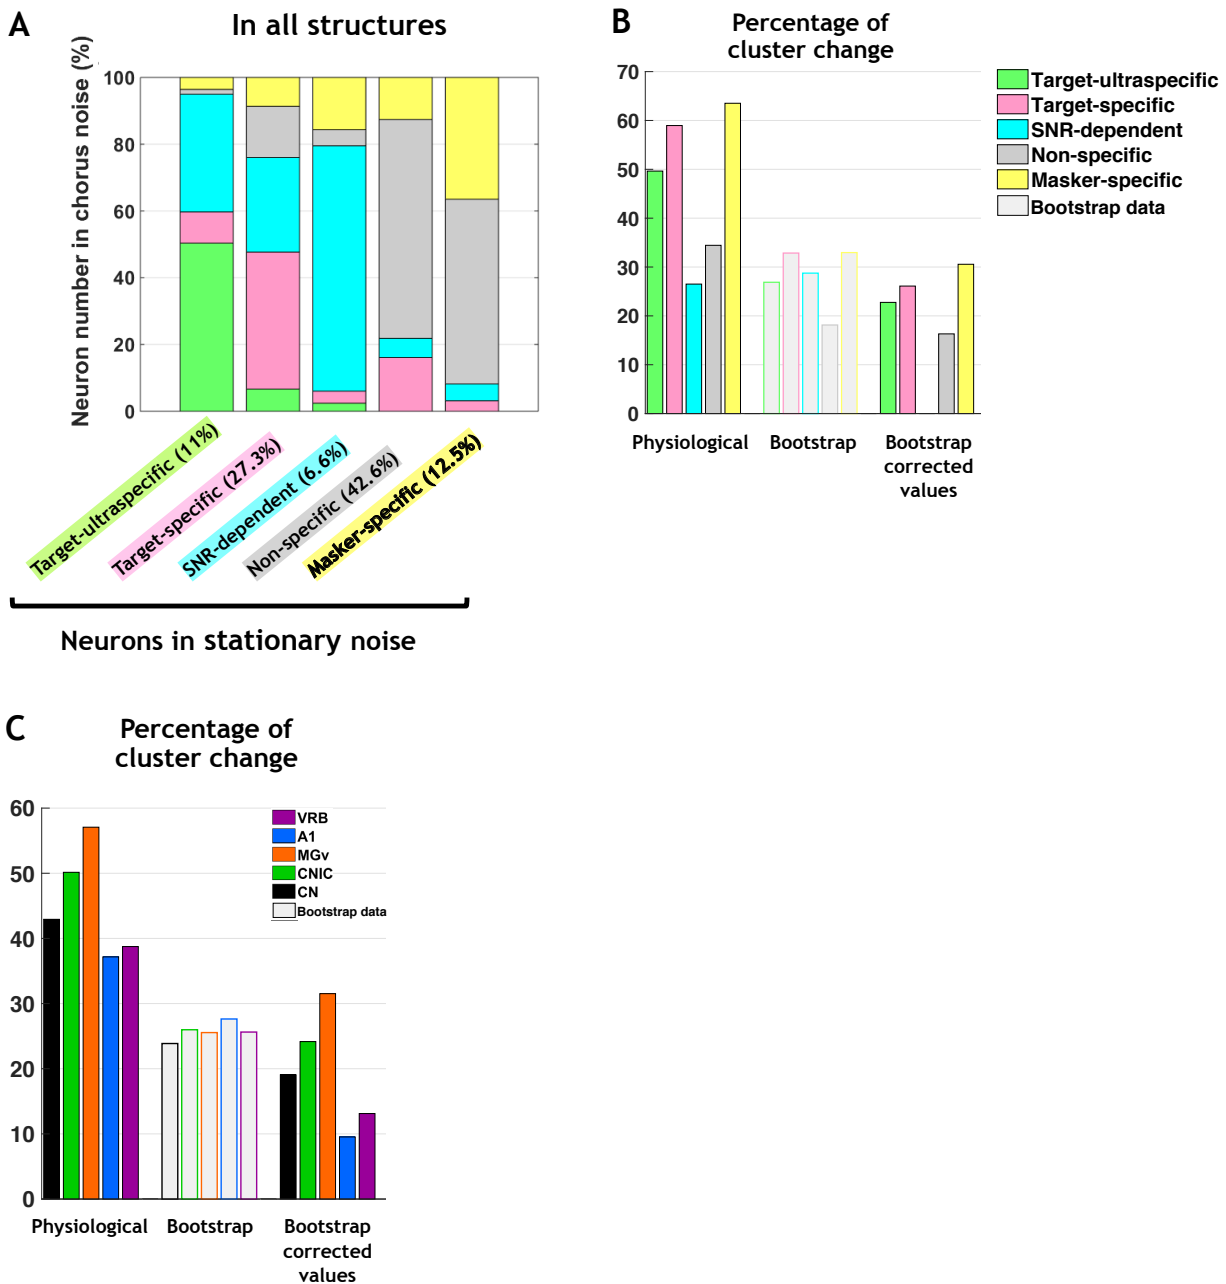 A
In all structures
Neuron number in chorus noise (%)
100
80
60
40
20
0
Target-ultraspecific (11%)
Target-specific (27.3%)
SNR-dependent (6.6%)
Non-specific (42.6%)
Masker-specific (12.5%)
Neurons in stationary noise
B
Percentage of
cluster change
70
60
50
40
30
20
10
0
Physiological
Bootstrap
Bootstrap
corrected
values
Target-ultraspecific
Target-specific
SNR-dependent
Non-specific
Masker-specific
Bootstrap data
C
Percentage of
cluster change
60
50
40
30
20
10
0
VRB
A1
MGv
CNIC
CN
Bootstrap data
Physiological
Bootstrap
Bootstrap
corrected
values